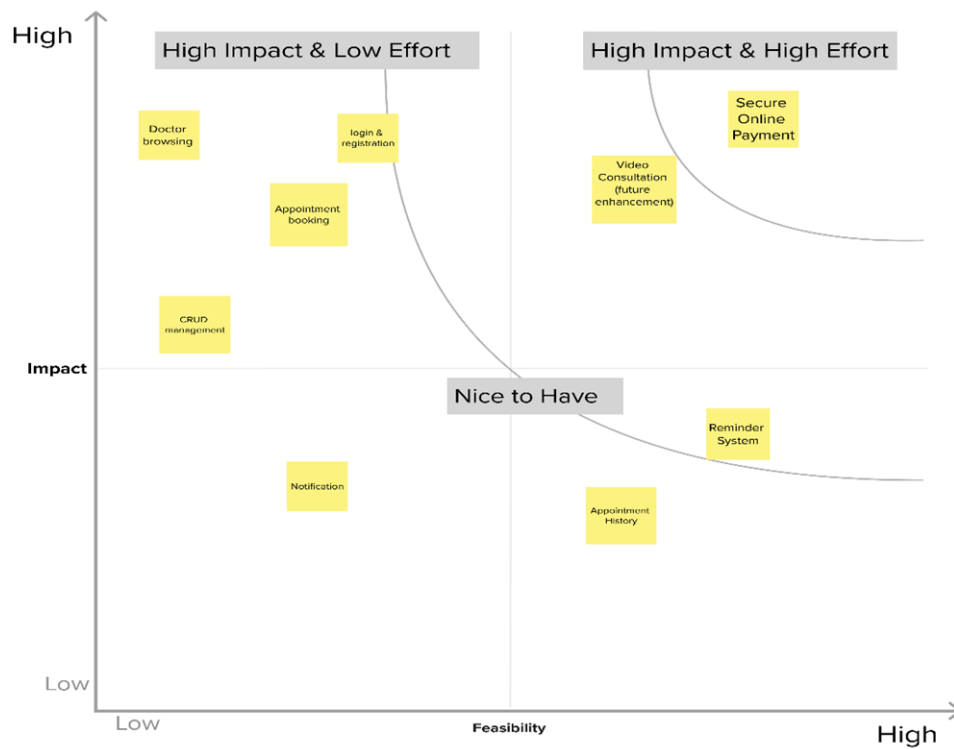 High
High Impact & Low Effort
High Impact & High Effort
Doctor
browsing
login &
registration
Secure
Online
Payment
Video
Consultation
(future
enhancement)
Appointment
booking
CRUD
management
Impact
Nice to Have
Reminder
System
Notification
Appointment
History
Low
Low
Feasibility
High